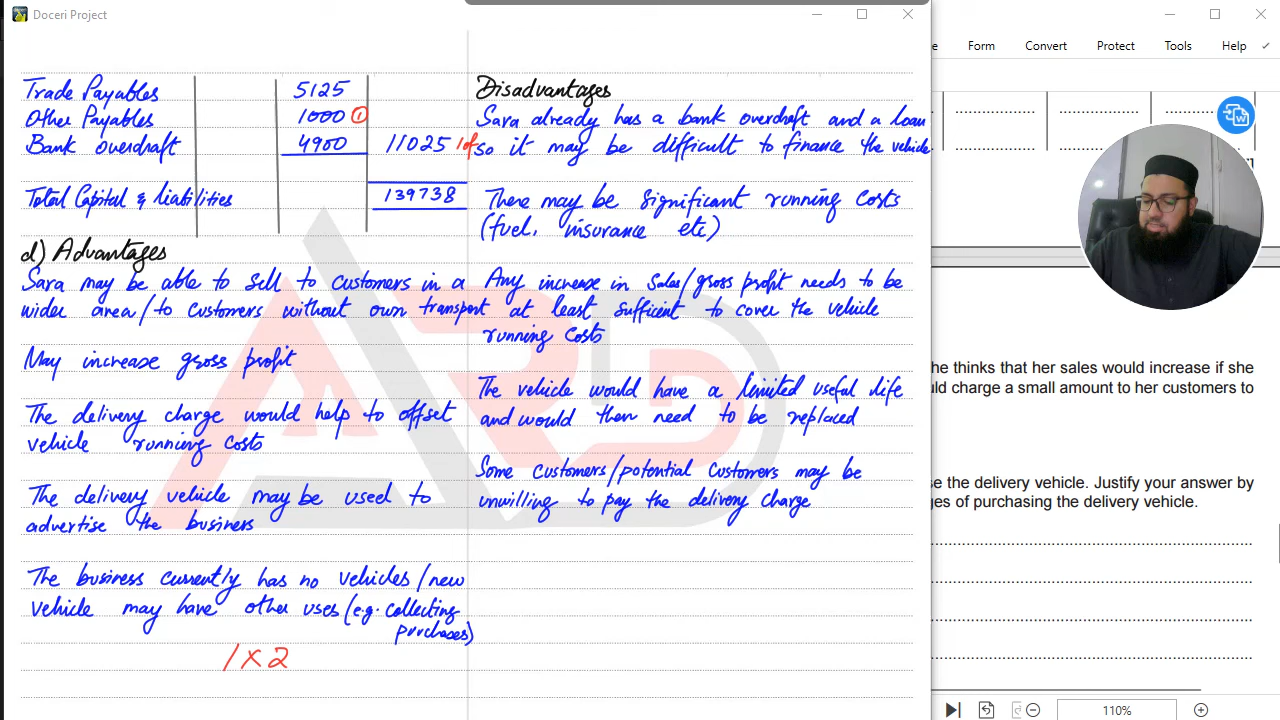 Doceri Project
Form Convert Protect Tools Help
Trade Payables 5125
Other Payables 1000 1
Bank overdraft 4900 11025 1of
Total Capital & liabilities 139738
d) Advantages
Sara may be able to sell to customers in a
wider area/to customers without own transport
May increase gross profit
The delivery charge would help to offset
vehicle running costs
The delivery vehicle may be used to
advertise the business
The business currently has no vehicles/new
vehicle may have other uses (e.g. collecting
purchases)
1 x 2
Disadvantages
Sara already has a bank overdraft and a loan
so it may be difficult to finance the vehicle
There may be significant running costs
(fuel, insurance etc)
Any increase in sales/gross profit needs to be
at least sufficient to cover the vehicle
running costs
The vehicle would have a limited useful life
and would then need to be replaced
Some customers/potential customers may be
unwilling to pay the delivery charge
he thinks that her sales would increase if she
uld charge a small amount to her customers to
se the delivery vehicle. Justify your answer by
ges of purchasing the delivery vehicle.
110%